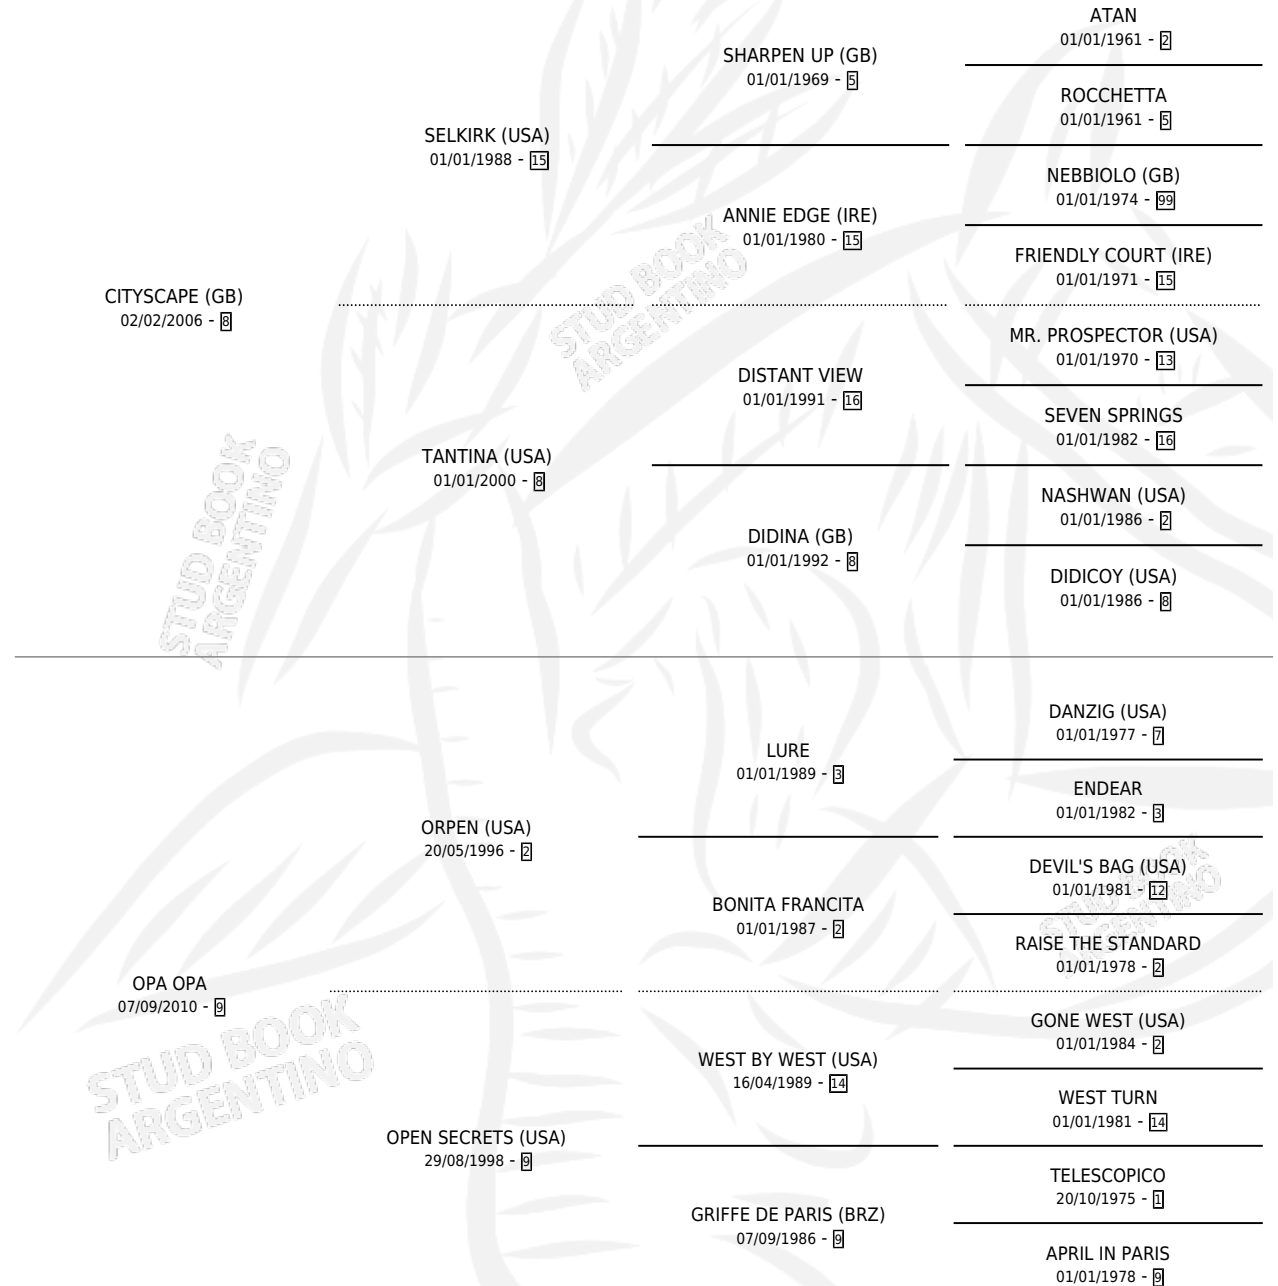 ATAN
01/01/1961 - 2
SHARPEN UP (GB)
01/01/1969 - 5
ROCCHETTA
01/01/1961 - 5
SELKIRK (USA)
01/01/1988 - 15
NEBBIOLO (GB)
01/01/1974 - 99
ANNIE EDGE (IRE)
01/01/1980 - 15
FRIENDLY COURT (IRE)
01/01/1971 - 15
CITYSCAPE (GB)
02/02/2006 - 8
MR. PROSPECTOR (USA)
01/01/1970 - 13
DISTANT VIEW
01/01/1991 - 16
SEVEN SPRINGS
01/01/1982 - 16
TANTINA (USA)
01/01/2000 - 8
NASHWAN (USA)
01/01/1986 - 2
DIDINA (GB)
01/01/1992 - 8
DIDICOY (USA)
01/01/1986 - 8
DANZIG (USA)
01/01/1977 - 7
LURE
01/01/1989 - 3
ENDEAR
01/01/1982 - 3
ORPEN (USA)
20/05/1996 - 2
DEVIL'S BAG (USA)
01/01/1981 - 12
BONITA FRANCITA
01/01/1987 - 2
RAISE THE STANDARD
01/01/1978 - 2
OPA OPA
07/09/2010 - 9
GONE WEST (USA)
01/01/1984 - 2
WEST BY WEST (USA)
16/04/1989 - 14
WEST TURN
01/01/1981 - 14
OPEN SECRETS (USA)
29/08/1998 - 9
TELESCOPICO
20/10/1975 - 1
GRIFFE DE PARIS (BRZ)
07/09/1986 - 9
APRIL IN PARIS
01/01/1978 - 9
STUD BOOK
ARGENTINO
STUD BOOK
ARGENTINO
STUD BOOK
ARGENTINO
STUD BOOK
ARGENTINO